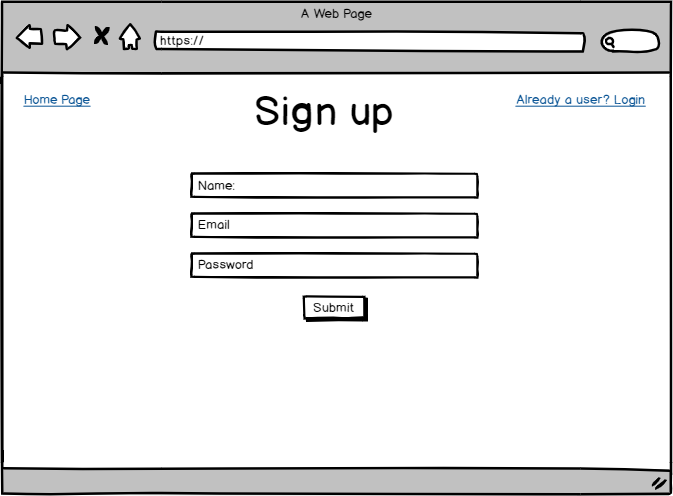 A Web Page
https://
Home Page
Sign up
Already a user? Login
Name:
Email
Password
Submit